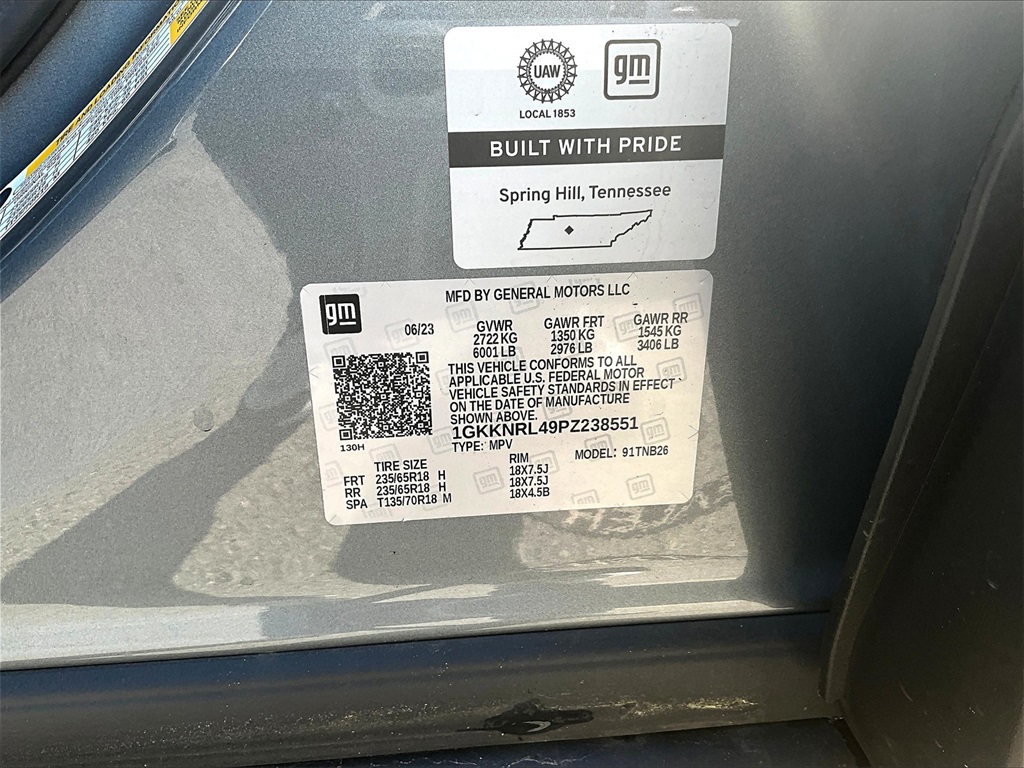 TIRE AND LOADING INFORMATION
UAW
gm
LOCAL 1853
BUILT WITH PRIDE
Spring Hill, Tennessee
gm
MFD BY GENERAL MOTORS LLC
06/23 GVWR GAWR FRT GAWR RR
2722 KG 1350 KG 1545 KG
6001 LB 2976 LB 3406 LB
THIS VEHICLE CONFORMS TO ALL
APPLICABLE U.S. FEDERAL MOTOR
VEHICLE SAFETY STANDARDS IN EFFECT
ON THE DATE OF MANUFACTURE
SHOWN ABOVE.
1GKKNRL49PZ238551
130H TYPE: MPV MODEL: 91TNB26
TIRE SIZE RIM
FRT 235/65R18 H 18X7.5J
RR 235/65R18 H 18X7.5J
SPA T135/70R18 M 18X4.5B